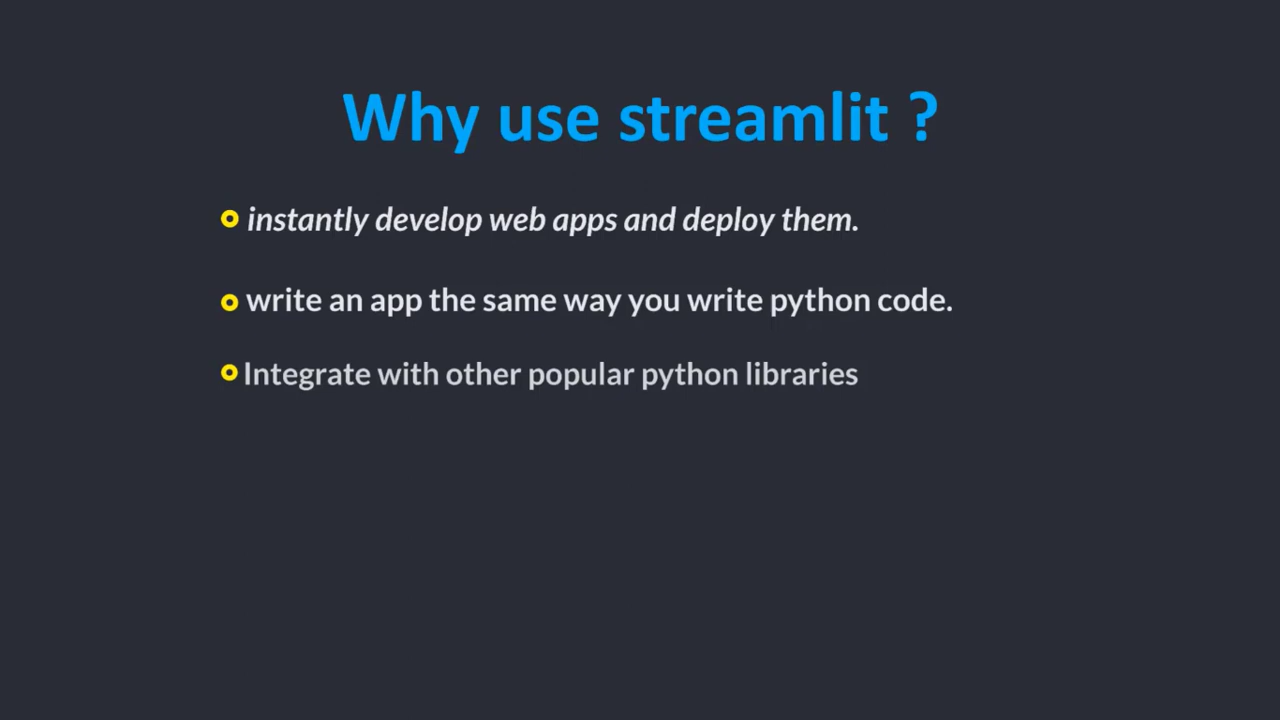 Why use streamlit ?
instantly develop web apps and deploy them.
write an app the same way you write python code.
Integrate with other popular python libraries